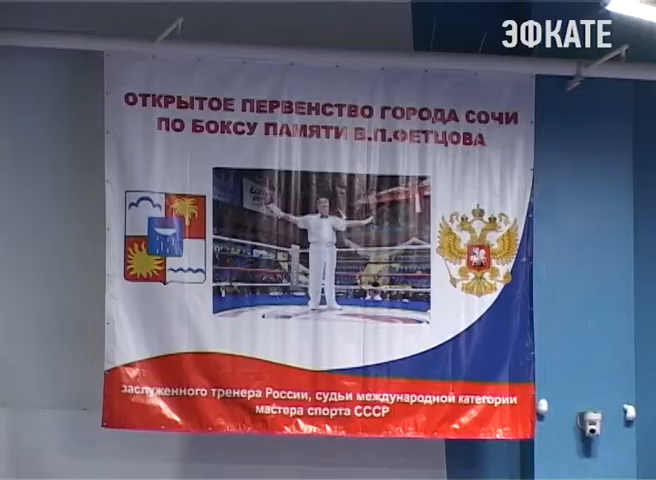 ЭФКАТЕ
ОТКРЫТОЕ ПЕРВЕНСТВО ГОРОДА СОЧИ
ПО БОКСУ ПАМЯТИ В.П.ФЕТЦОВА
заслуженного тренера России, судьи международной категории
мастера спорта СССР